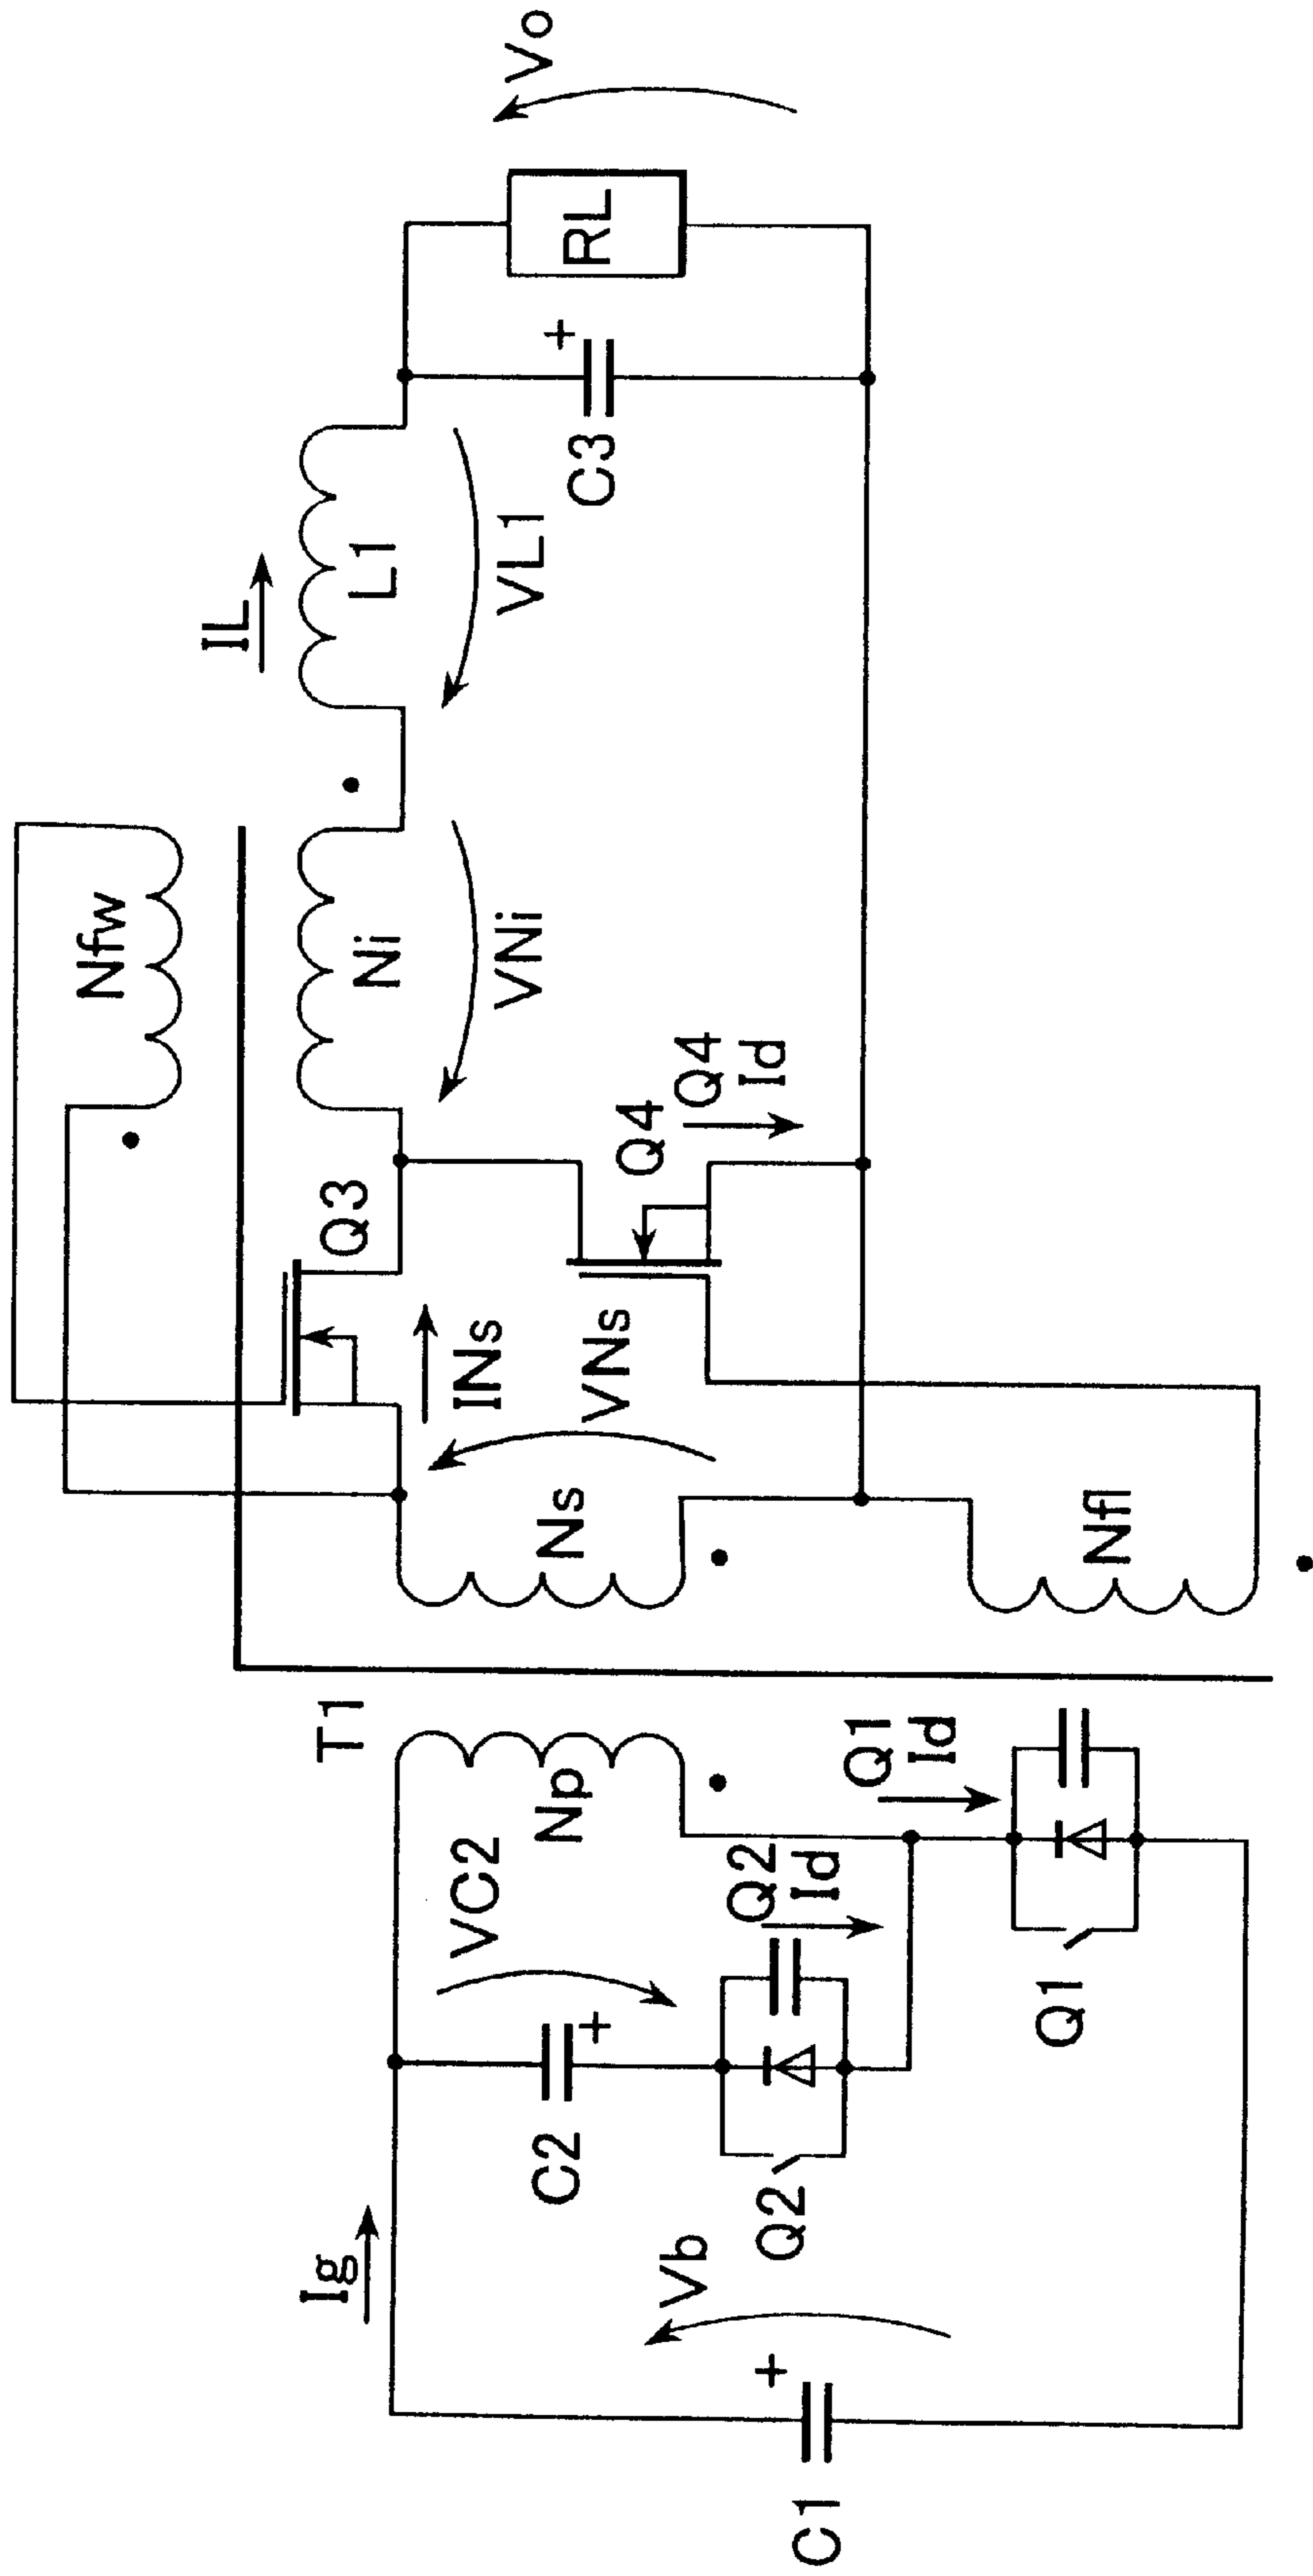 Nfw
IL
Vo
Ni
L1
VNi
VL1
C3
+
RL
Q3
INs
VNs
Q4
Q4
Id
Ns
Nfl
T1
Np
Ig
VC2
C2
+
Q2
Id
Q2
Q1
Id
Q1
Vb
+
C1